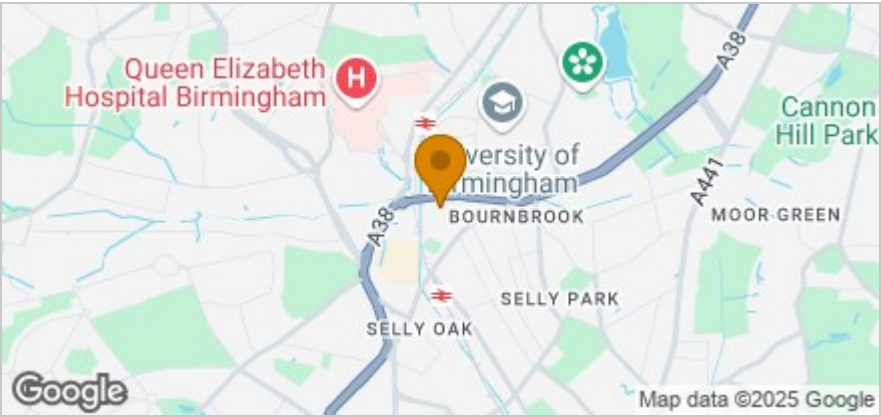 A38
Queen Elizabeth
Hospital Birmingham
H
Cannon
Hill Park
versity of
rmingham
A441
A38
BOURNBROOK
MOOR GREEN
SELLY PARK
SELLY OAK
Google
Map data ©2025 Google